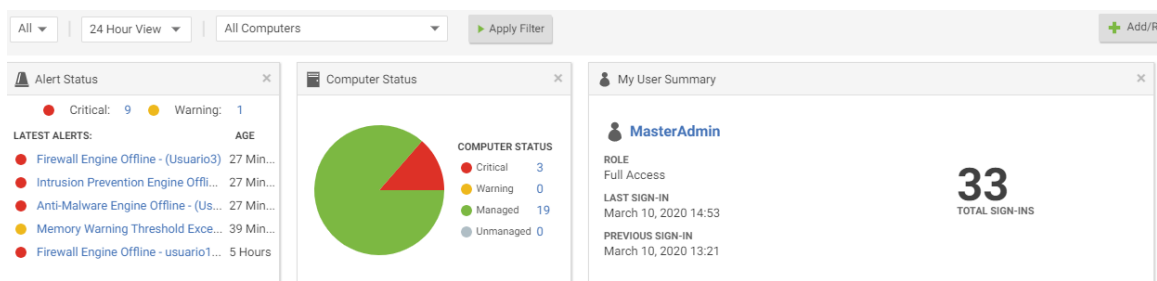 All
24 Hour View
All Computers
Apply Filter
Add/R
Alert Status
Critical: 9 Warning: 1
LATEST ALERTS: AGE
Firewall Engine Offline - (Usuario3) 27 Min...
Intrusion Prevention Engine Offli... 27 Min...
Anti-Malware Engine Offline - (Us... 27 Min...
Memory Warning Threshold Exce... 39 Min...
Firewall Engine Offline - usuario1... 5 Hours
Computer Status
COMPUTER STATUS
Critical 3
Warning 0
Managed 19
Unmanaged 0
My User Summary
MasterAdmin
ROLE
Full Access
LAST SIGN-IN
March 10, 2020 14:53
PREVIOUS SIGN-IN
March 10, 2020 13:21
33
TOTAL SIGN-INS